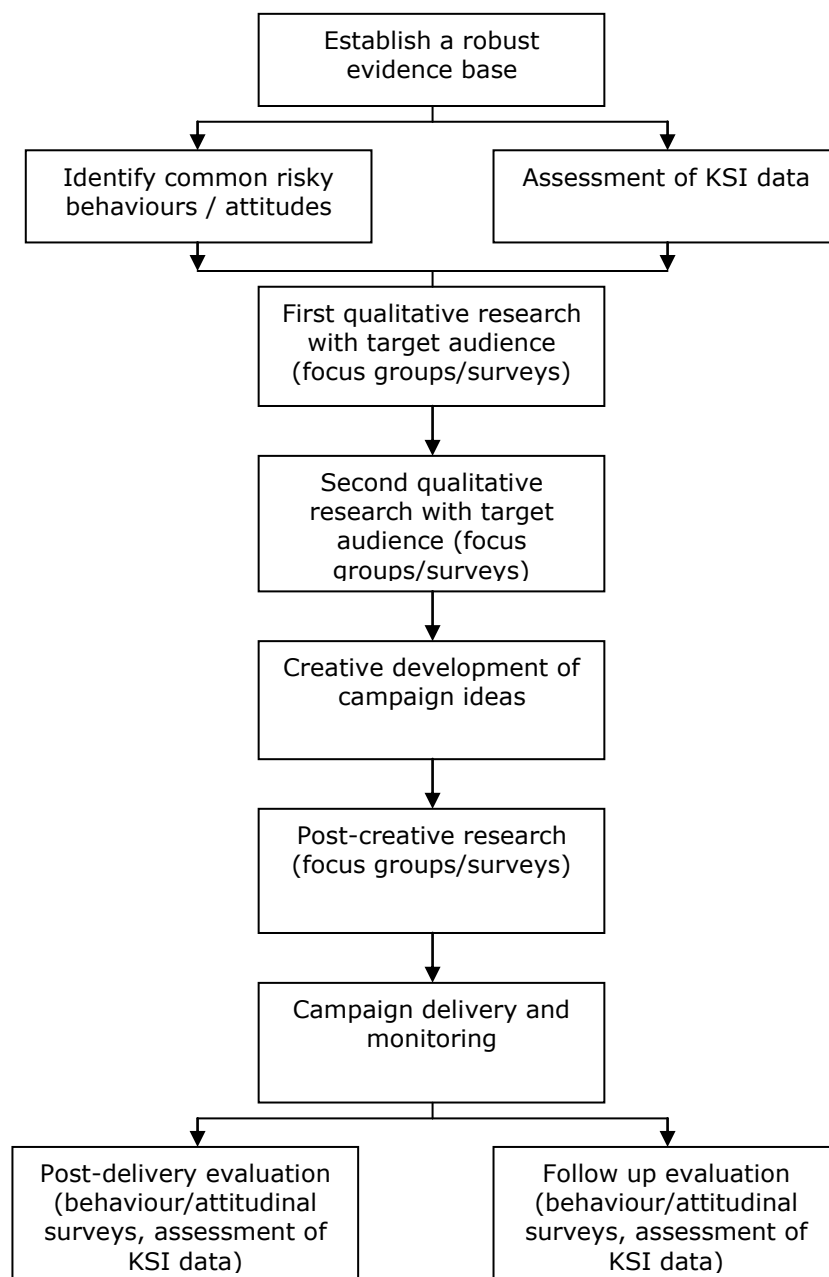 Establish a robust
evidence base
Identify common risky
behaviours / attitudes
Assessment of KSI data
First qualitative research
with target audience
(focus groups/surveys)
Second qualitative
research with target
audience (focus
groups/surveys)
Creative development of
campaign ideas
Post-creative research
(focus groups/surveys)
Campaign delivery and
monitoring
Post-delivery evaluation
(behaviour/attitudinal
surveys, assessment of
KSI data)
Follow up evaluation
(behaviour/attitudinal
surveys, assessment of
KSI data)